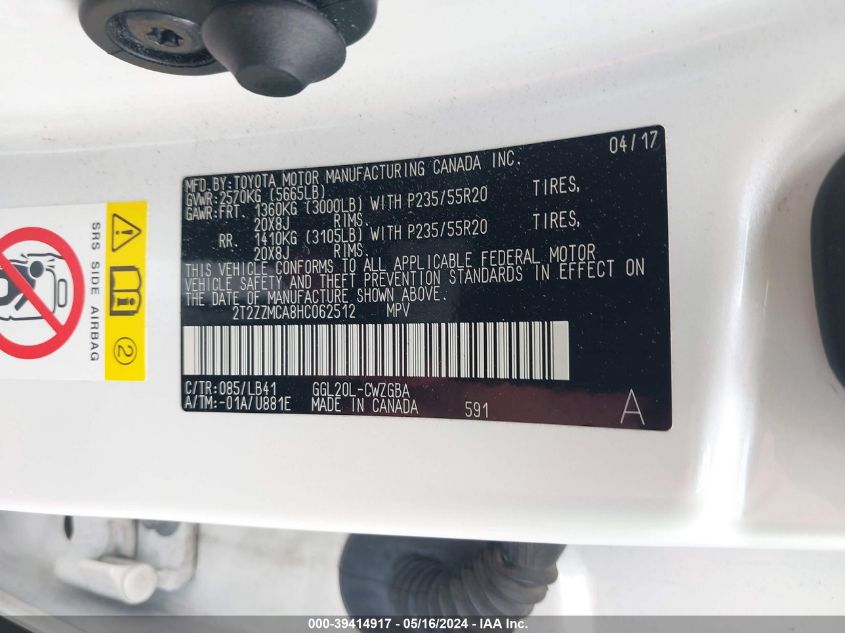 MFD.BY:TOYOTA MOTOR MANUFACTURING CANADA INC. 04/17
GVWR:2570KG (5665LB)
GAWR:FRT. 1360KG (3000LB) WITH P235/55R20 TIRES,
20X8J RIMS.
RR. 1410KG (3105LB) WITH P235/55R20 TIRES,
20X8J RIMS.
THIS VEHICLE CONFORMS TO ALL APPLICABLE FEDERAL MOTOR
VEHICLE SAFETY AND THEFT PREVENTION STANDARDS IN EFFECT ON
THE DATE OF MANUFACTURE SHOWN ABOVE.
2T2ZZMCA8HC062512 MPV
C/TR:085/LB41 GGL20L-CWZGBA
A/TM:-01A/U881E MADE IN CANADA 591 A
SRS SIDE AIRBAG
2
000-39414917 - 05/16/2024 - IAA Inc.